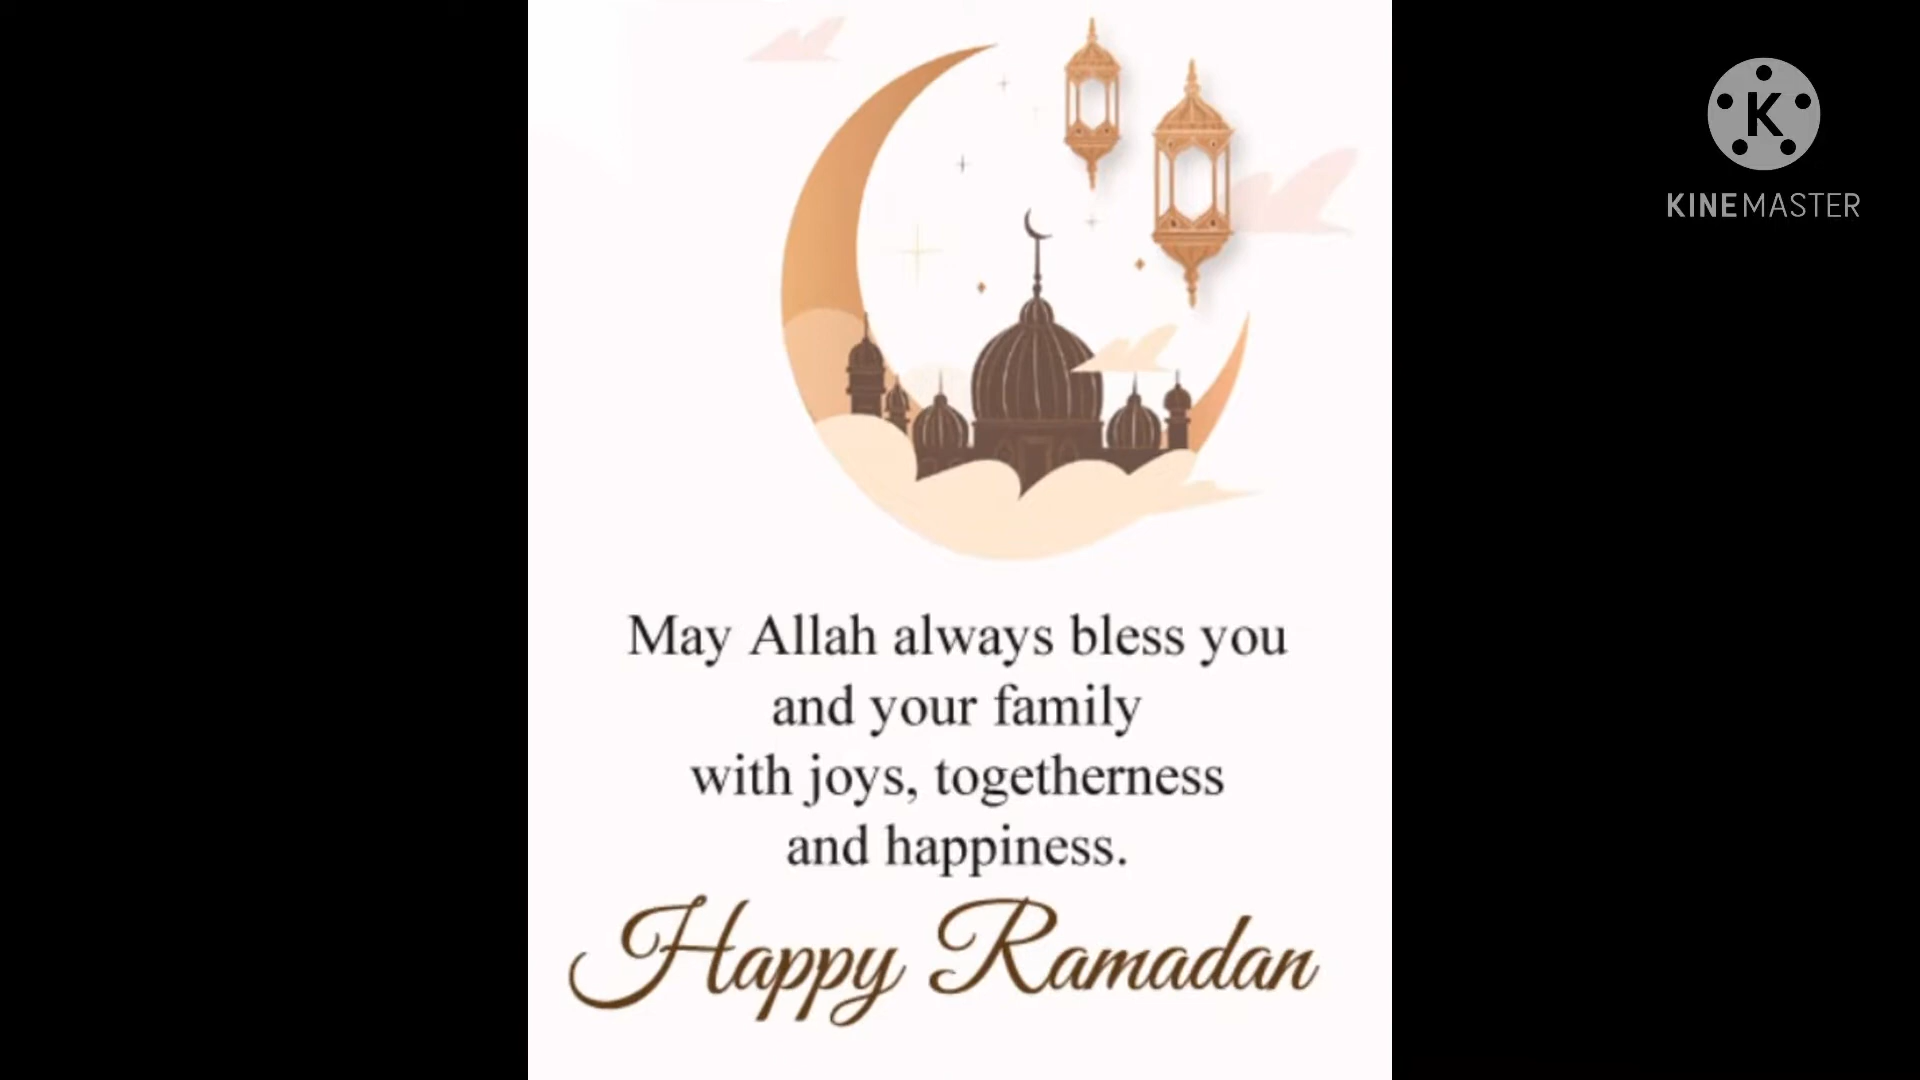 K
KINEMASTER
May Allah always bless you
and your family
with joys, togetherness
and happiness.
Happy Ramadan